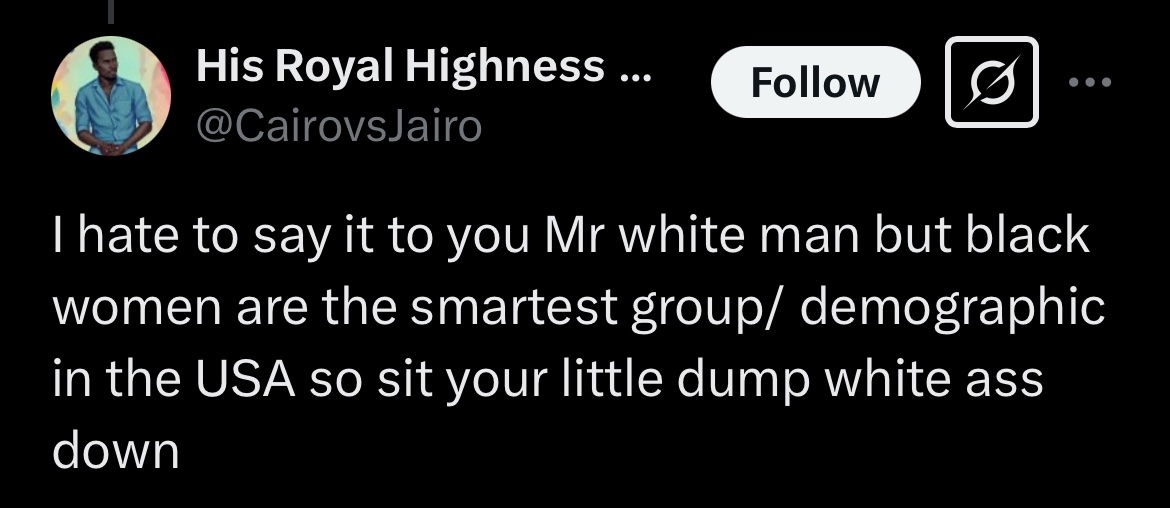 His Royal Highness ...
@CairovsJairo
Follow
I hate to say it to you Mr white man but black
women are the smartest group/ demographic
in the USA so sit your little dump white ass
down